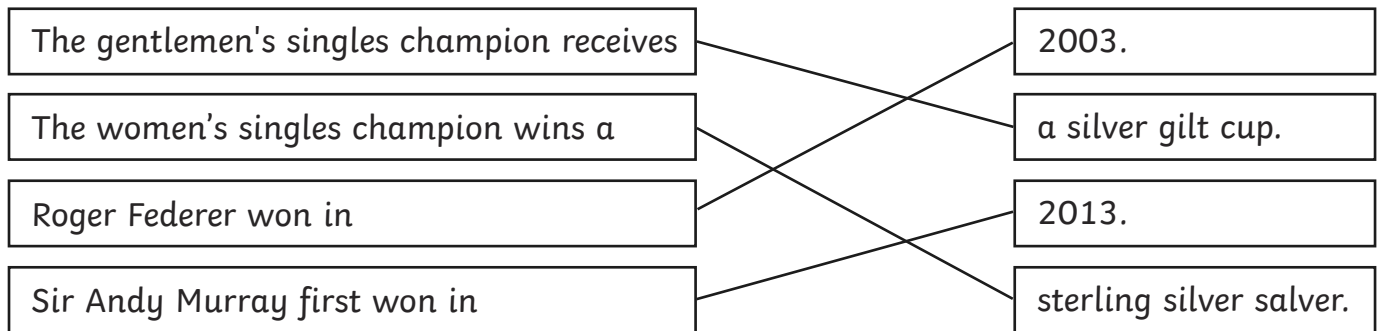 The gentlemen's singles champion receives
2003.
The women’s singles champion wins a
a silver gilt cup.
Roger Federer won in
2013.
Sir Andy Murray first won in
sterling silver salver.